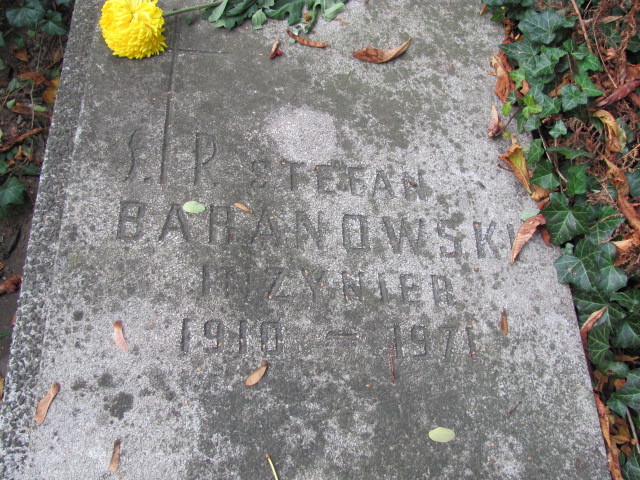 Ś.†P. STEFAN
BARANOWSKI
INŻYNIER
1910 - 1971